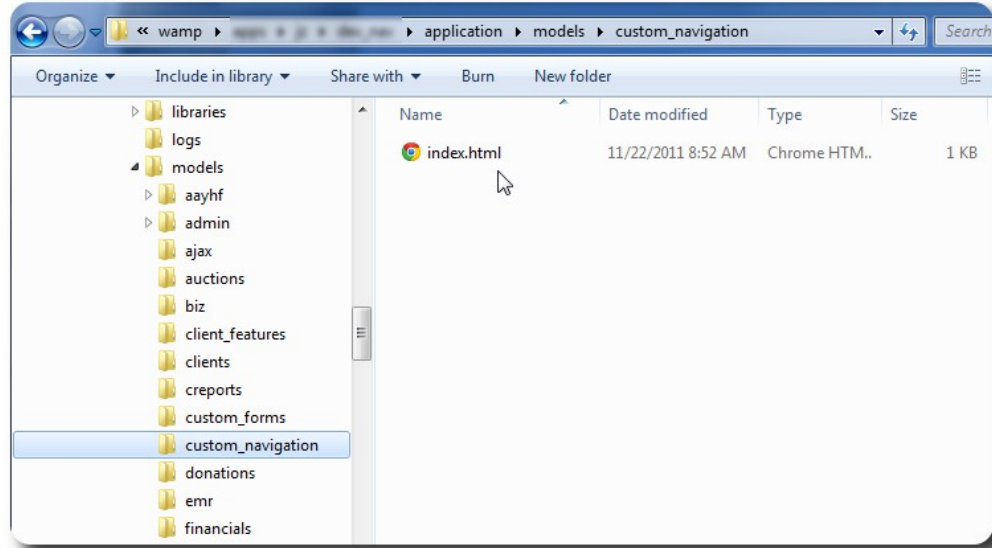 « wamp application models custom_navigation Search
Organize Include in library Share with Burn New folder
libraries
logs
models
aayhf
admin
ajax
auctions
biz
client_features
clients
creports
custom_forms
custom_navigation
donations
emr
financials
Name Date modified Type Size
index.html 11/22/2011 8:52 AM Chrome HTM.. 1 KB